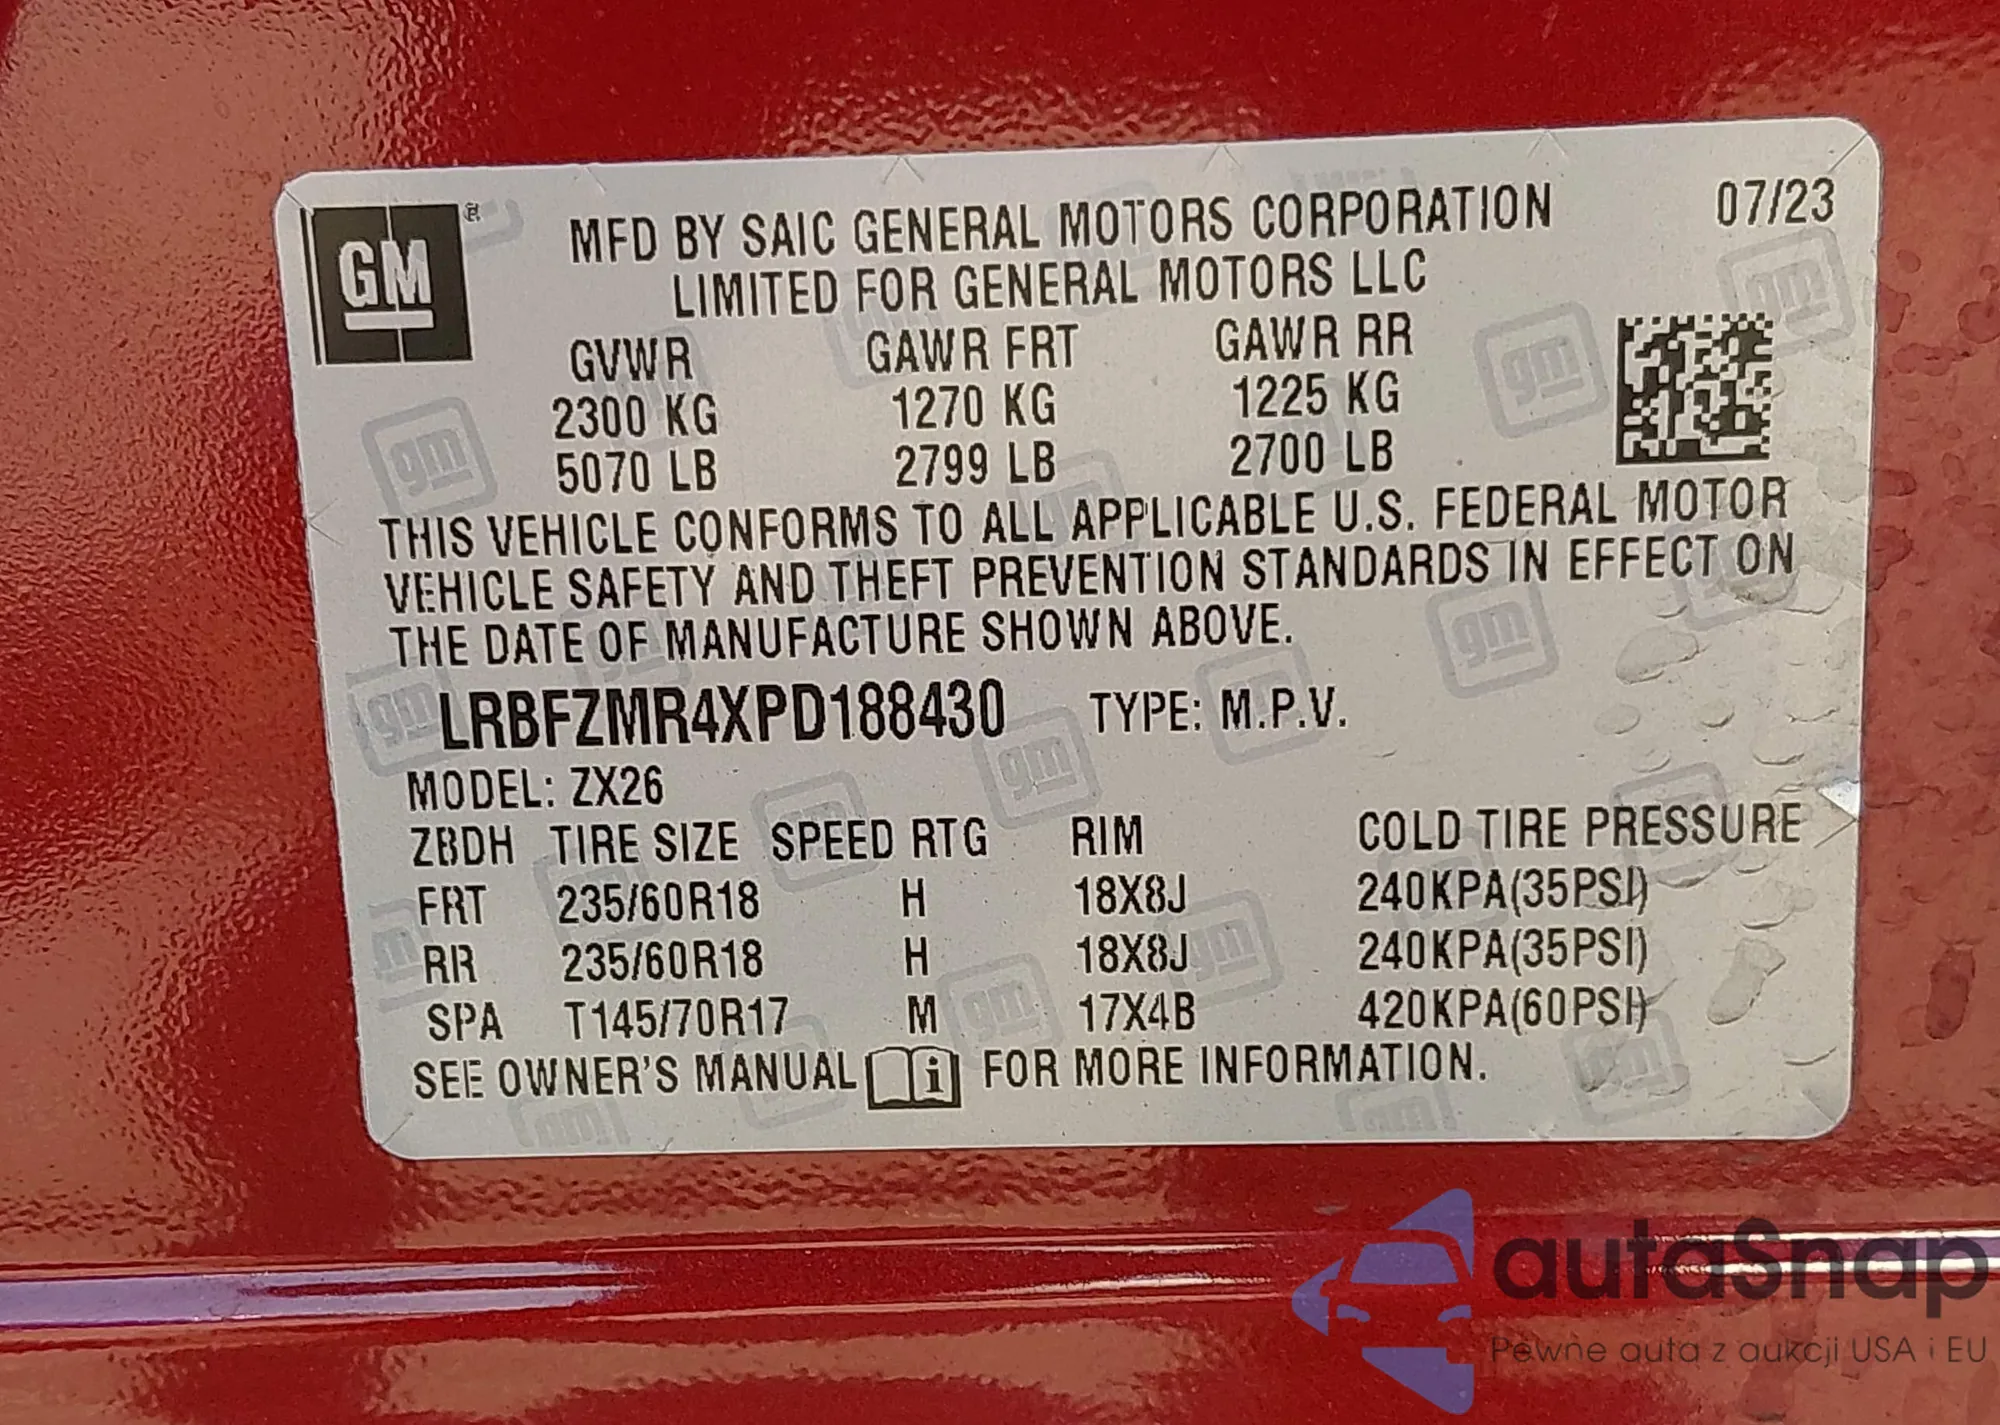 GM ®
MFD BY SAIC GENERAL MOTORS CORPORATION 07/23
LIMITED FOR GENERAL MOTORS LLC
GVWR GAWR FRT GAWR RR
2300 KG 1270 KG 1225 KG
5070 LB 2799 LB 2700 LB
THIS VEHICLE CONFORMS TO ALL APPLICABLE U.S. FEDERAL MOTOR
VEHICLE SAFETY AND THEFT PREVENTION STANDARDS IN EFFECT ON
THE DATE OF MANUFACTURE SHOWN ABOVE.
LRBFZMR4XPD188430 TYPE: M.P.V.
MODEL: ZX26
ZBDH TIRE SIZE SPEED RTG RIM COLD TIRE PRESSURE
FRT 235/60R18 H 18X8J 240KPA(35PSI)
RR 235/60R18 H 18X8J 240KPA(35PSI)
SPA T145/70R17 M 17X4B 420KPA(60PSI)
SEE OWNER'S MANUAL i FOR MORE INFORMATION.
autaSnap
Pewne auta z aukcji USA i EU